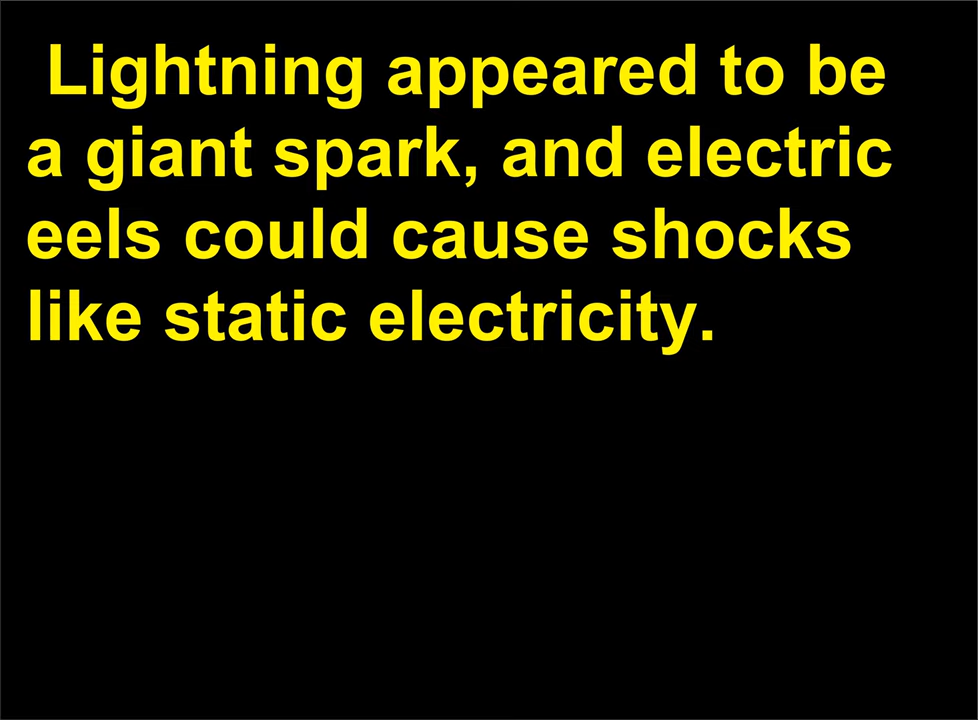 Lightning appeared to be
a giant spark, and electric
eels could cause shocks
like static electricity.